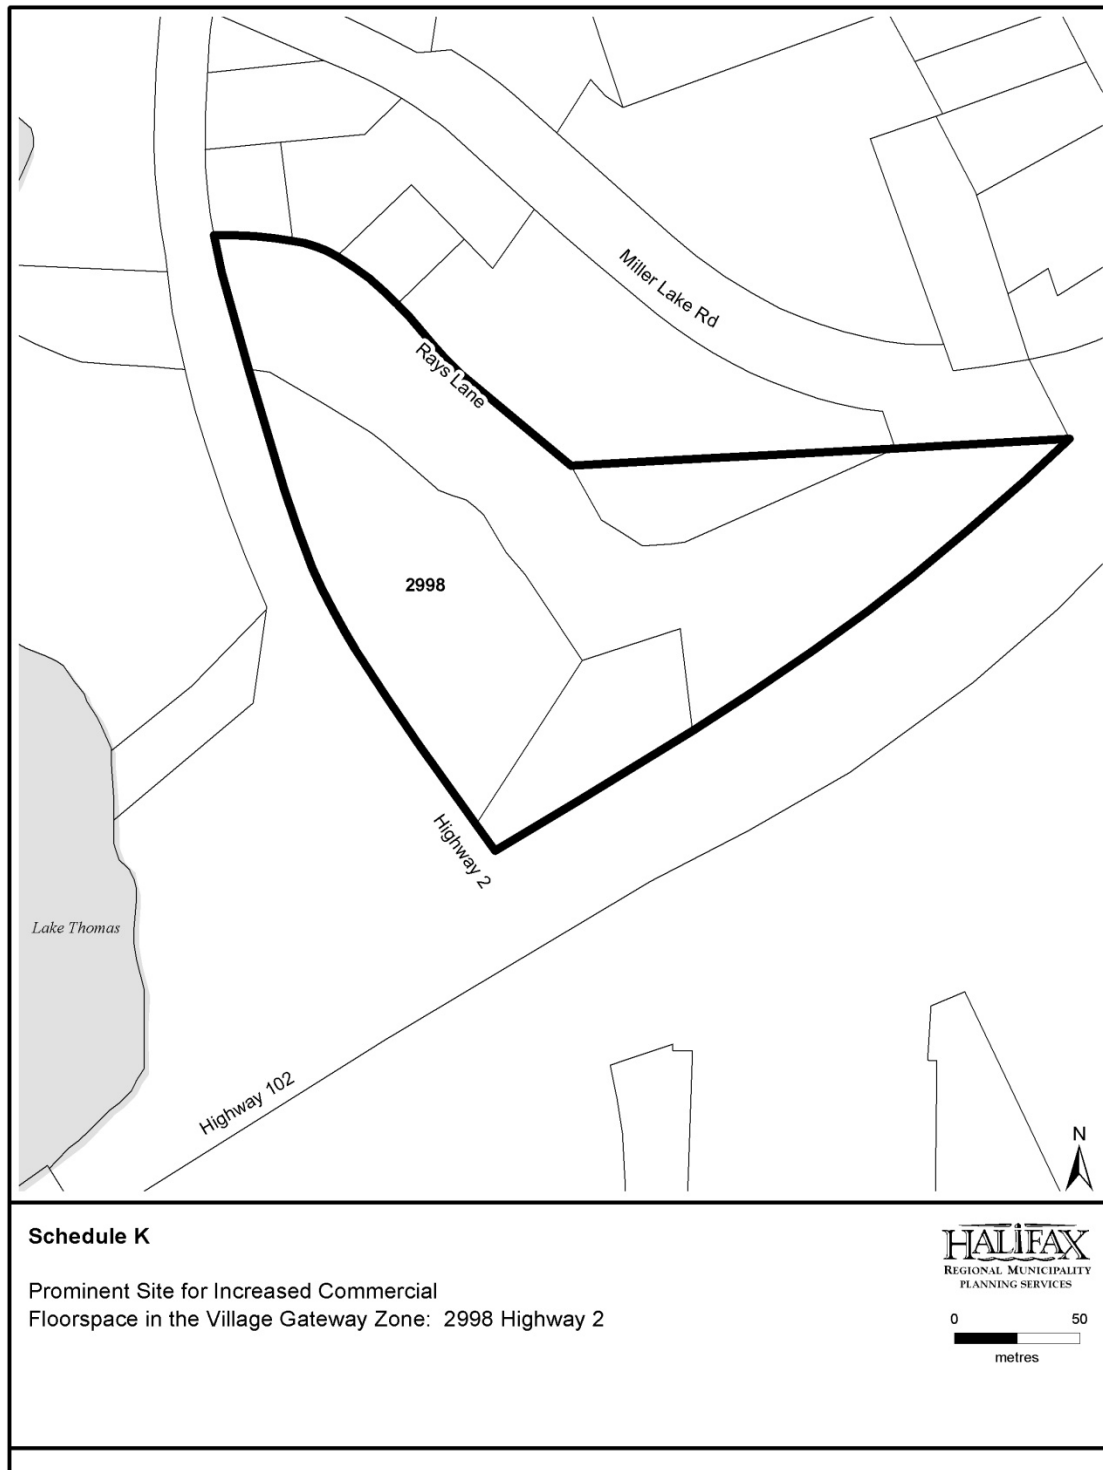 Miller Lake Rd
Rays Lane
2998
Highway 2
Lake Thomas
Highway 102
N
Schedule K
Prominent Site for Increased Commercial
Floorspace in the Village Gateway Zone: 2998 Highway 2
HALIFAX
REGIONAL MUNICIPALITY
PLANNING SERVICES
0 50
metres